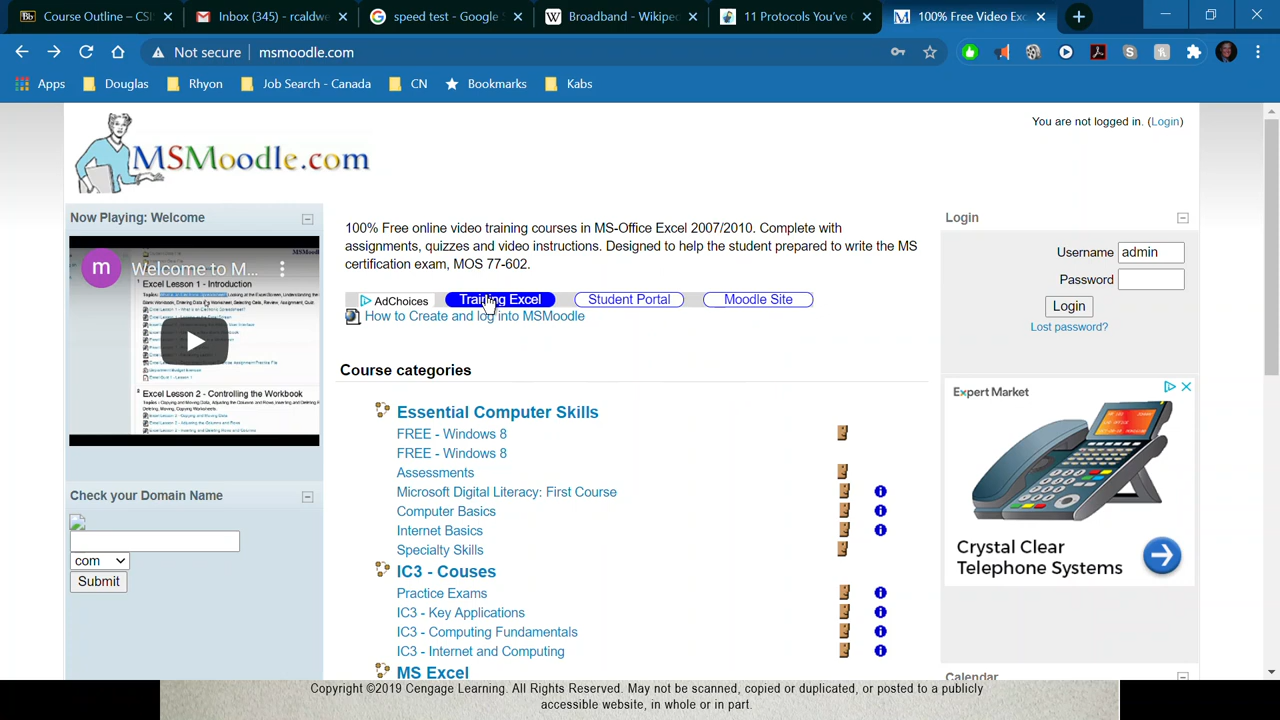 Course Outline – CSI
Inbox (345) - rcaldwe
speed test - Google
Broadband - Wikipe
11 Protocols You've C
100% Free Video Exc
Not secure
msmoodle.com
Apps
Douglas
Rhyon
Job Search - Canada
CN
Bookmarks
Kabs
You are not logged in. (Login)
MSMoodle.com
Now Playing: Welcome
m
Welcome to M...
Excel Lesson 1 - Introduction
Excel Lesson 2 - Controlling the Workbook
Check your Domain Name
com
Submit
100% Free online video training courses in MS-Office Excel 2007/2010. Complete with
assignments, quizzes and video instructions. Designed to help the student prepared to write the MS
certification exam, MOS 77-602.
AdChoices
Training Excel
Student Portal
Moodle Site
How to Create and log into MSMoodle
Course categories
Essential Computer Skills
FREE - Windows 8
FREE - Windows 8
Assessments
Microsoft Digital Literacy: First Course
Computer Basics
Internet Basics
Specialty Skills
IC3 - Couses
Practice Exams
IC3 - Key Applications
IC3 - Computing Fundamentals
IC3 - Internet and Computing
MS Excel
Login
Username admin
Password
Login
Lost password?
Expert Market
Crystal Clear
Telephone Systems
Calendar
Copyright ©2019 Cengage Learning. All Rights Reserved. May not be scanned, copied or duplicated, or posted to a publicly
accessible website, in whole or in part.